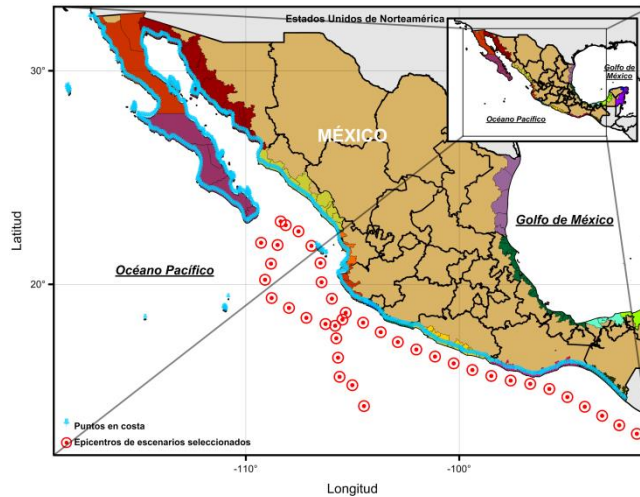 Estados Unidos de Norteamérica
Golfo de
México
Océano Pacífico
30°
MÉXICO
Golfo de México
Océano Pacífico
20°
Puntos en costa
Epicentros de escenarios seleccionados
-110°
-100°
Longitud
Latitud